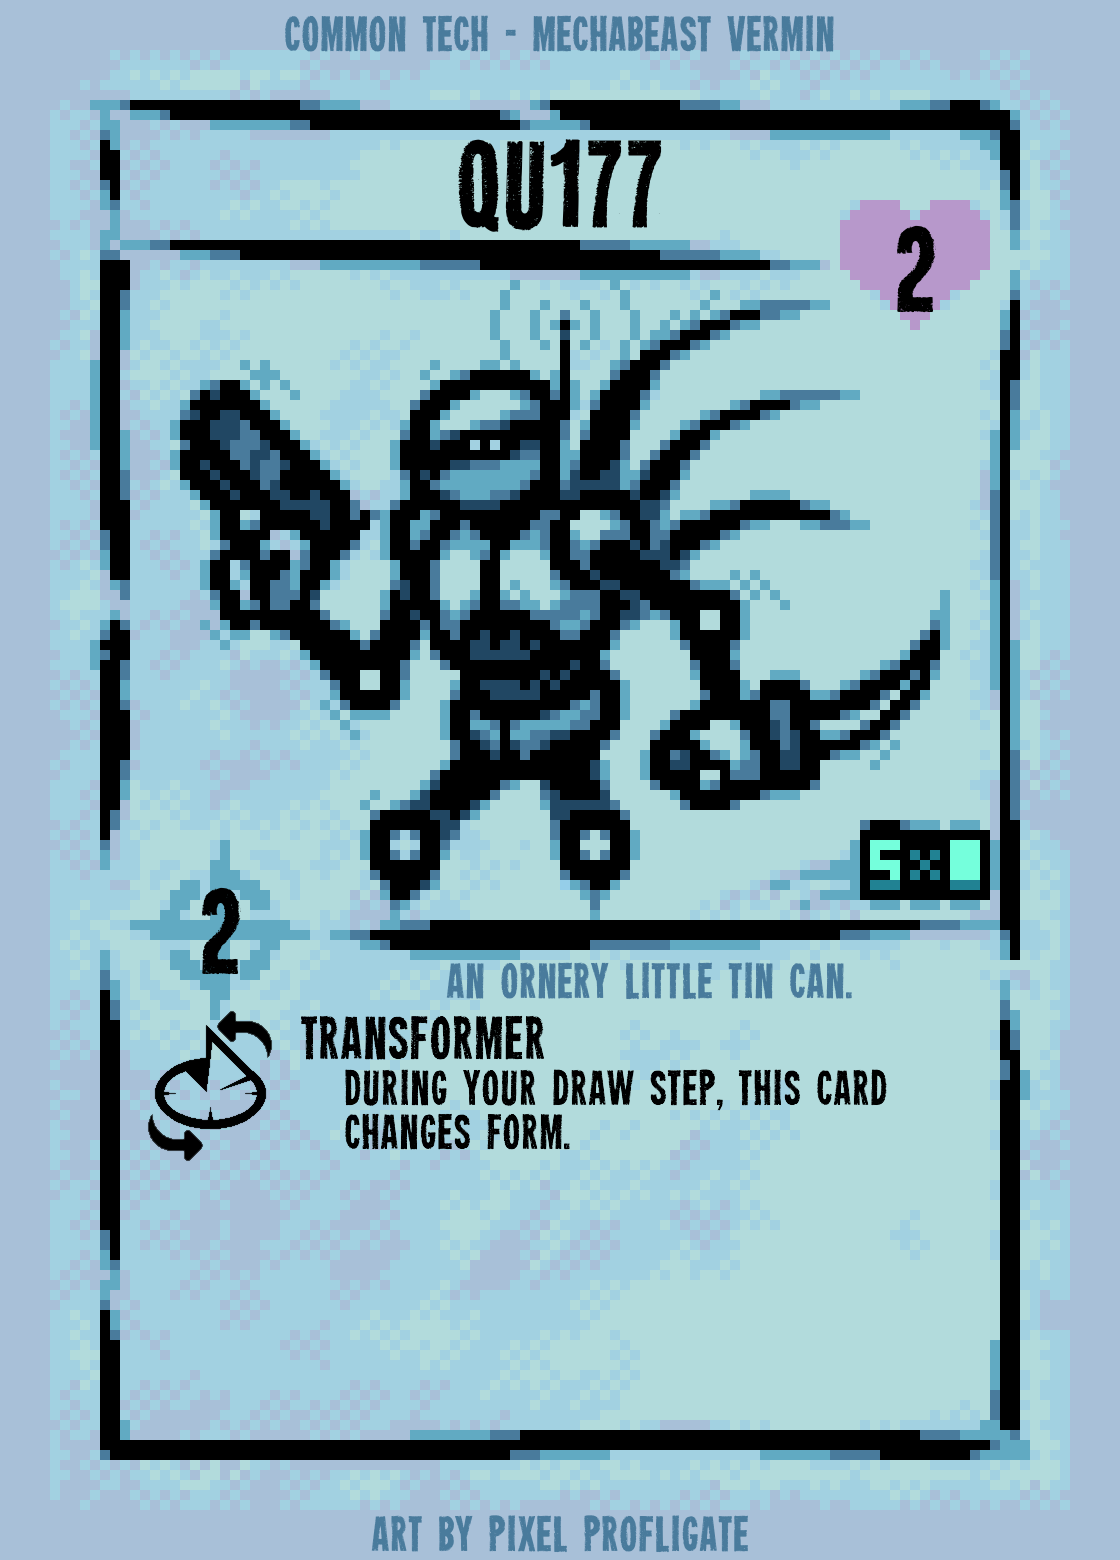 COMMON TECH - MECHABEAST VERMIN
QU177
2
5X
2
AN ORNERY LITTLE TIN CAN.
TRANSFORMER
DURING YOUR DRAW STEP, THIS CARD
CHANGES FORM.
ART BY PIXEL PROFLIGATE